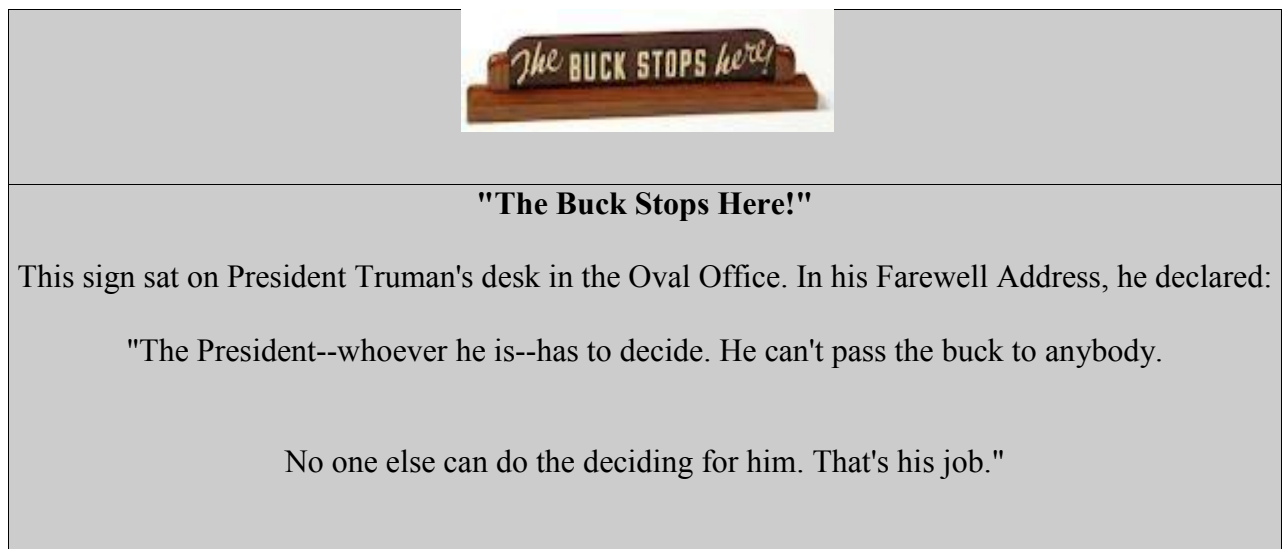 The BUCK STOPS here!
"The Buck Stops Here!"
This sign sat on President Truman's desk in the Oval Office. In his Farewell Address, he declared:
"The President--whoever he is--has to decide. He can't pass the buck to anybody.
No one else can do the deciding for him. That's his job."